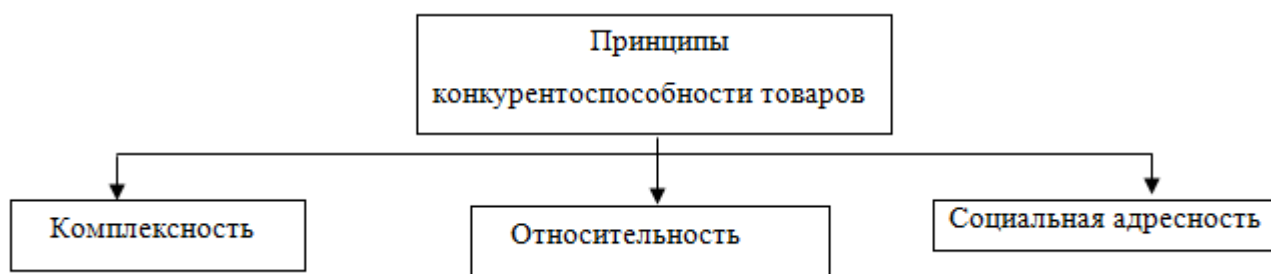 Принципы
конкурентоспособности товаров
Комплексность
Относительность
Социальная адресность